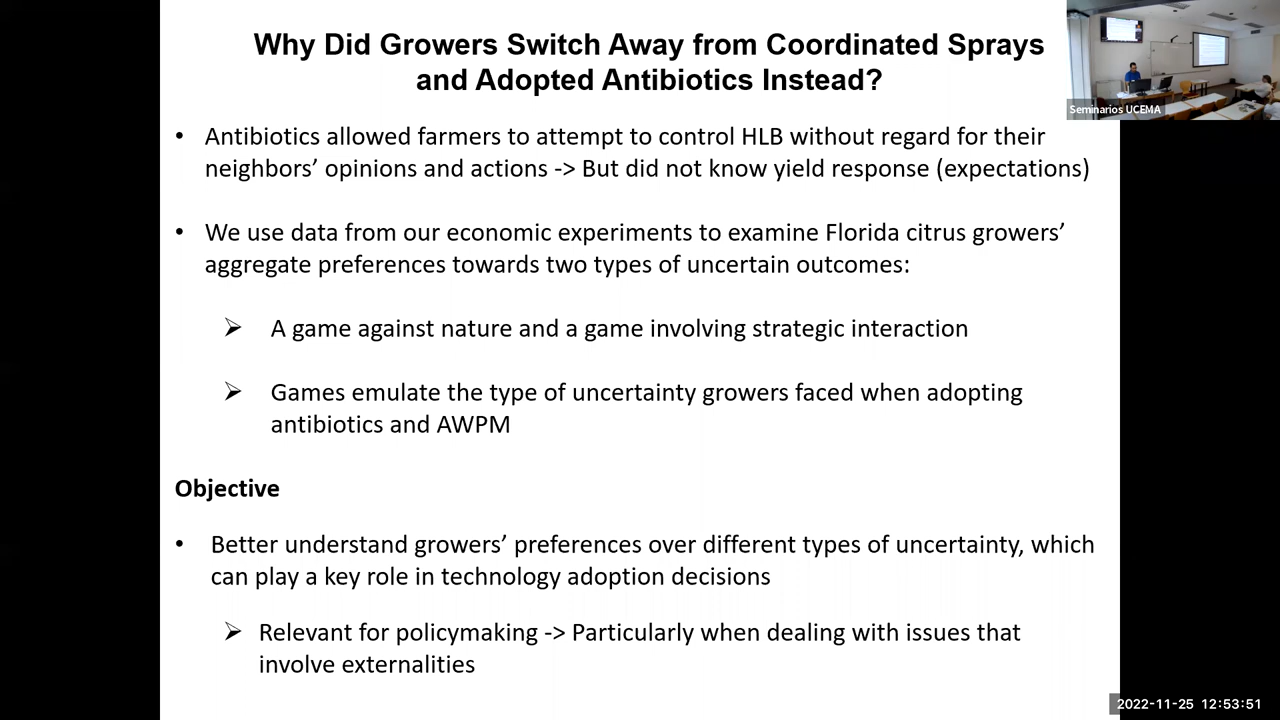 Why Did Growers Switch Away from Coordinated Sprays
and Adopted Antibiotics Instead?
Seminarios UCEMA
• Antibiotics allowed farmers to attempt to control HLB without regard for their
neighbors’ opinions and actions -> But did not know yield response (expectations)
• We use data from our economic experiments to examine Florida citrus growers’
aggregate preferences towards two types of uncertain outcomes:
➢ A game against nature and a game involving strategic interaction
➢ Games emulate the type of uncertainty growers faced when adopting
antibiotics and AWPM
Objective
• Better understand growers’ preferences over different types of uncertainty, which
can play a key role in technology adoption decisions
➢ Relevant for policymaking -> Particularly when dealing with issues that
involve externalities
2022-11-25 12:53:51